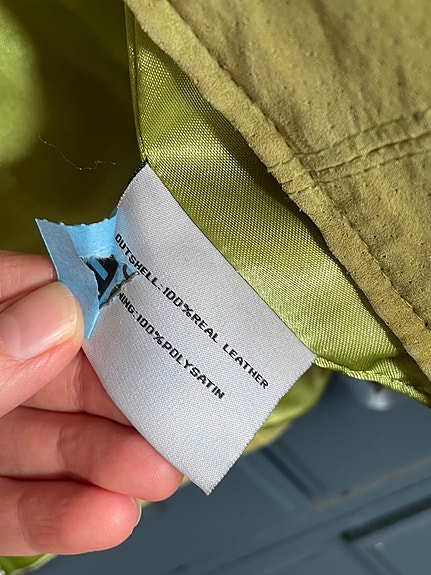 OUTSHELL:100%REAL LEATHER
NING:100%POLYSATIN